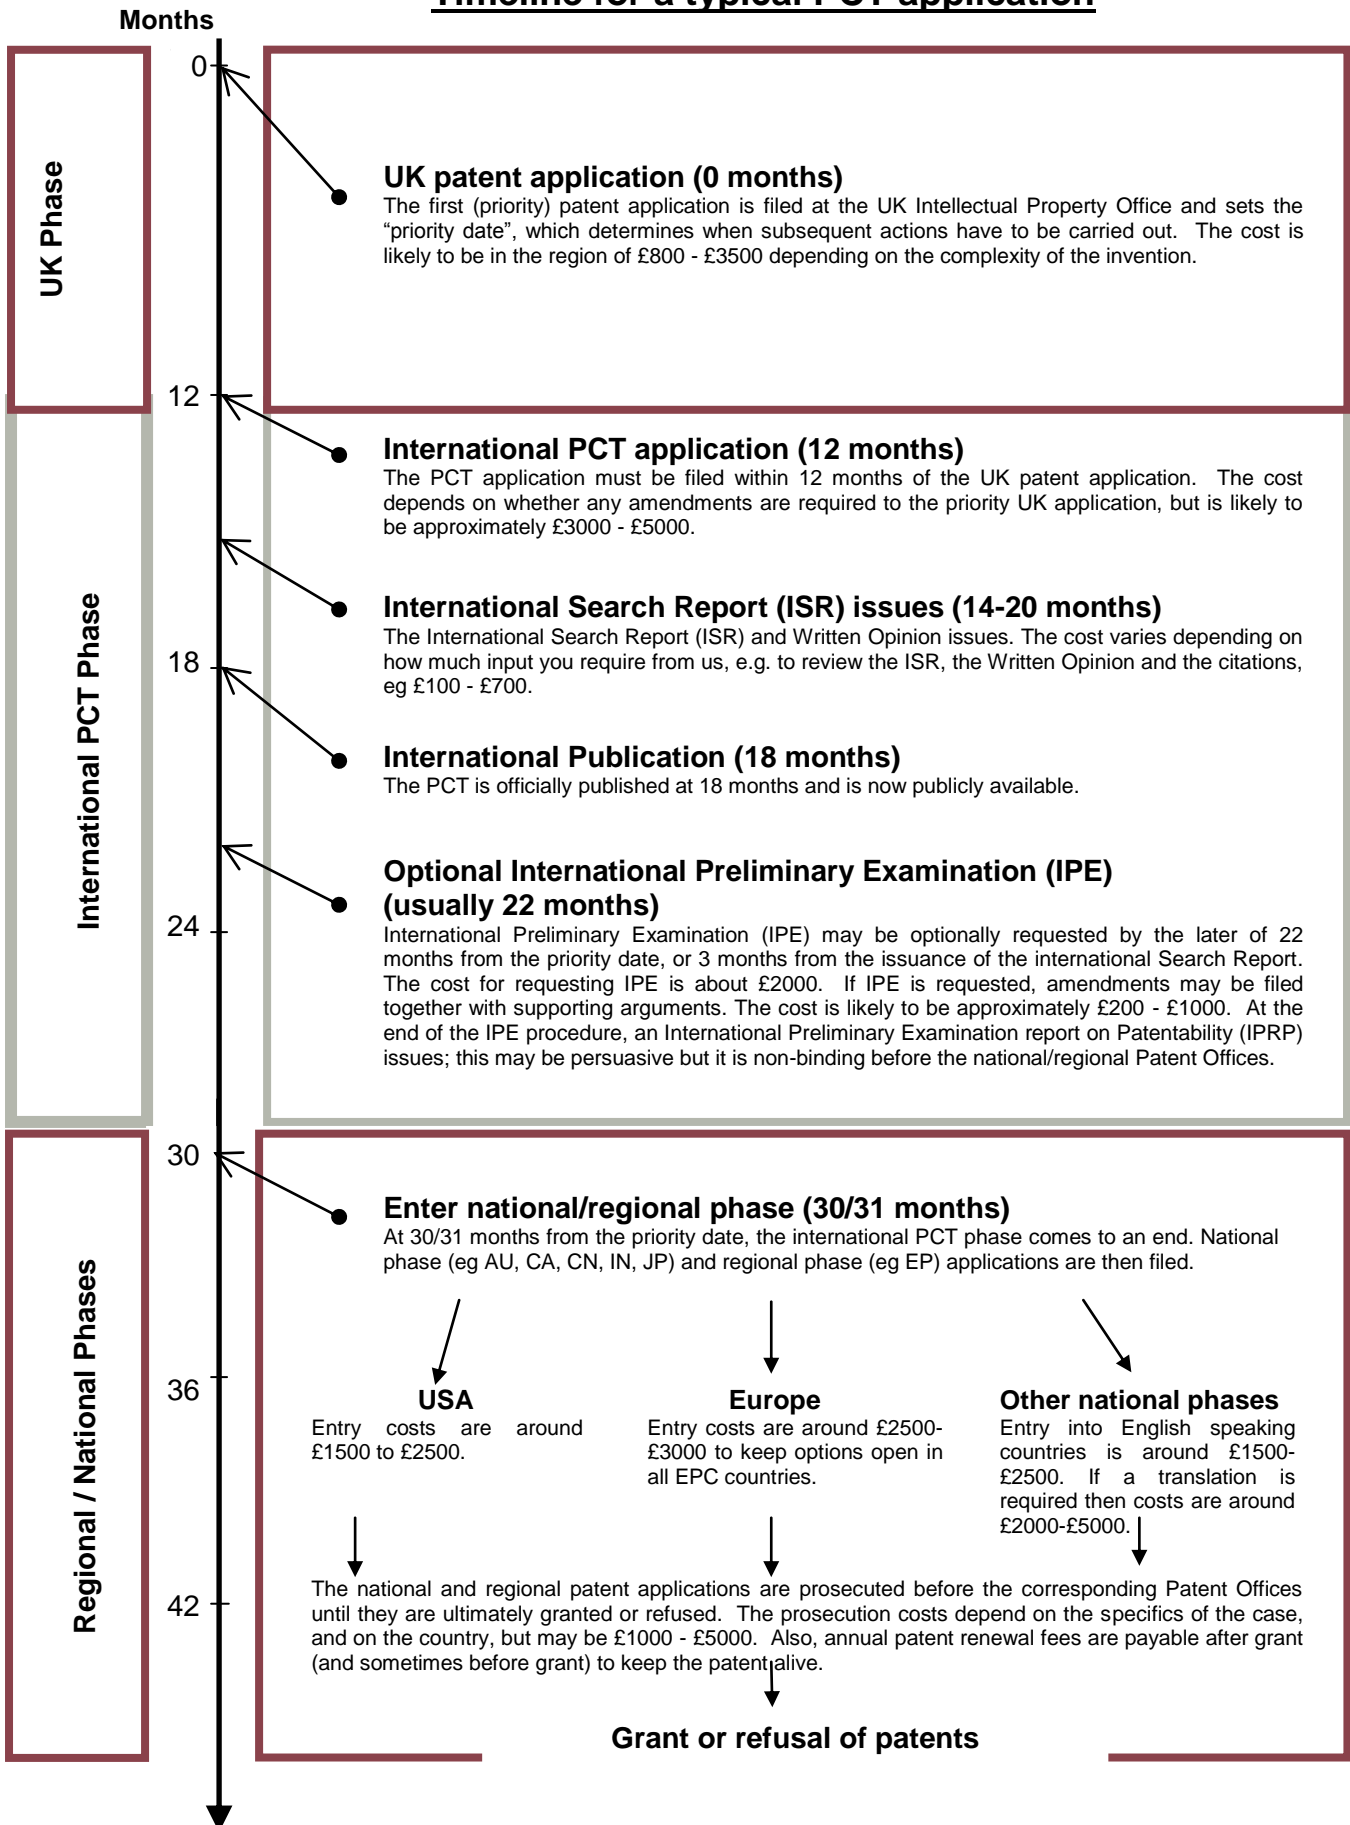 Timeline for a typical PCT application
Months
0
UK Phase
UK patent application (0 months)
The first (priority) patent application is filed at the UK Intellectual Property Office and sets the
“priority date”, which determines when subsequent actions have to be carried out. The cost is
likely to be in the region of £800 - £3500 depending on the complexity of the invention.
12
International PCT Phase
International PCT application (12 months)
The PCT application must be filed within 12 months of the UK patent application. The cost
depends on whether any amendments are required to the priority UK application, but is likely to
be approximately £3000 - £5000.
International Search Report (ISR) issues (14-20 months)
The International Search Report (ISR) and Written Opinion issues. The cost varies depending on
how much input you require from us, e.g. to review the ISR, the Written Opinion and the citations,
eg £100 - £700.
18
International Publication (18 months)
The PCT is officially published at 18 months and is now publicly available.
Optional International Preliminary Examination (IPE)
(usually 22 months)
24
International Preliminary Examination (IPE) may be optionally requested by the later of 22
months from the priority date, or 3 months from the issuance of the international Search Report.
The cost for requesting IPE is about £2000. If IPE is requested, amendments may be filed
together with supporting arguments. The cost is likely to be approximately £200 - £1000. At the
end of the IPE procedure, an International Preliminary Examination report on Patentability (IPRP)
issues; this may be persuasive but it is non-binding before the national/regional Patent Offices.
30
Regional / National Phases
Enter national/regional phase (30/31 months)
At 30/31 months from the priority date, the international PCT phase comes to an end. National
phase (eg AU, CA, CN, IN, JP) and regional phase (eg EP) applications are then filed.
36
USA
Entry costs are around
£1500 to £2500.
Europe
Entry costs are around £2500-
£3000 to keep options open in
all EPC countries.
Other national phases
Entry into English speaking
countries is around £1500-
£2500. If a translation is
required then costs are around
£2000-£5000.
42
The national and regional patent applications are prosecuted before the corresponding Patent Offices
until they are ultimately granted or refused. The prosecution costs depend on the specifics of the case,
and on the country, but may be £1000 - £5000. Also, annual patent renewal fees are payable after grant
(and sometimes before grant) to keep the patent alive.
Grant or refusal of patents